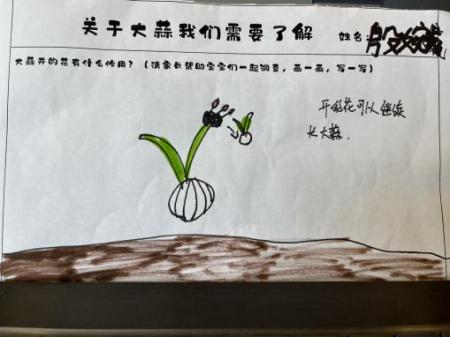 关于大蒜我们需要了解
姓名:
大蒜开的花有什么作用？（请家长帮助宝宝们一起调查，画一画，写一写）
开的花可以继续
长大蒜.